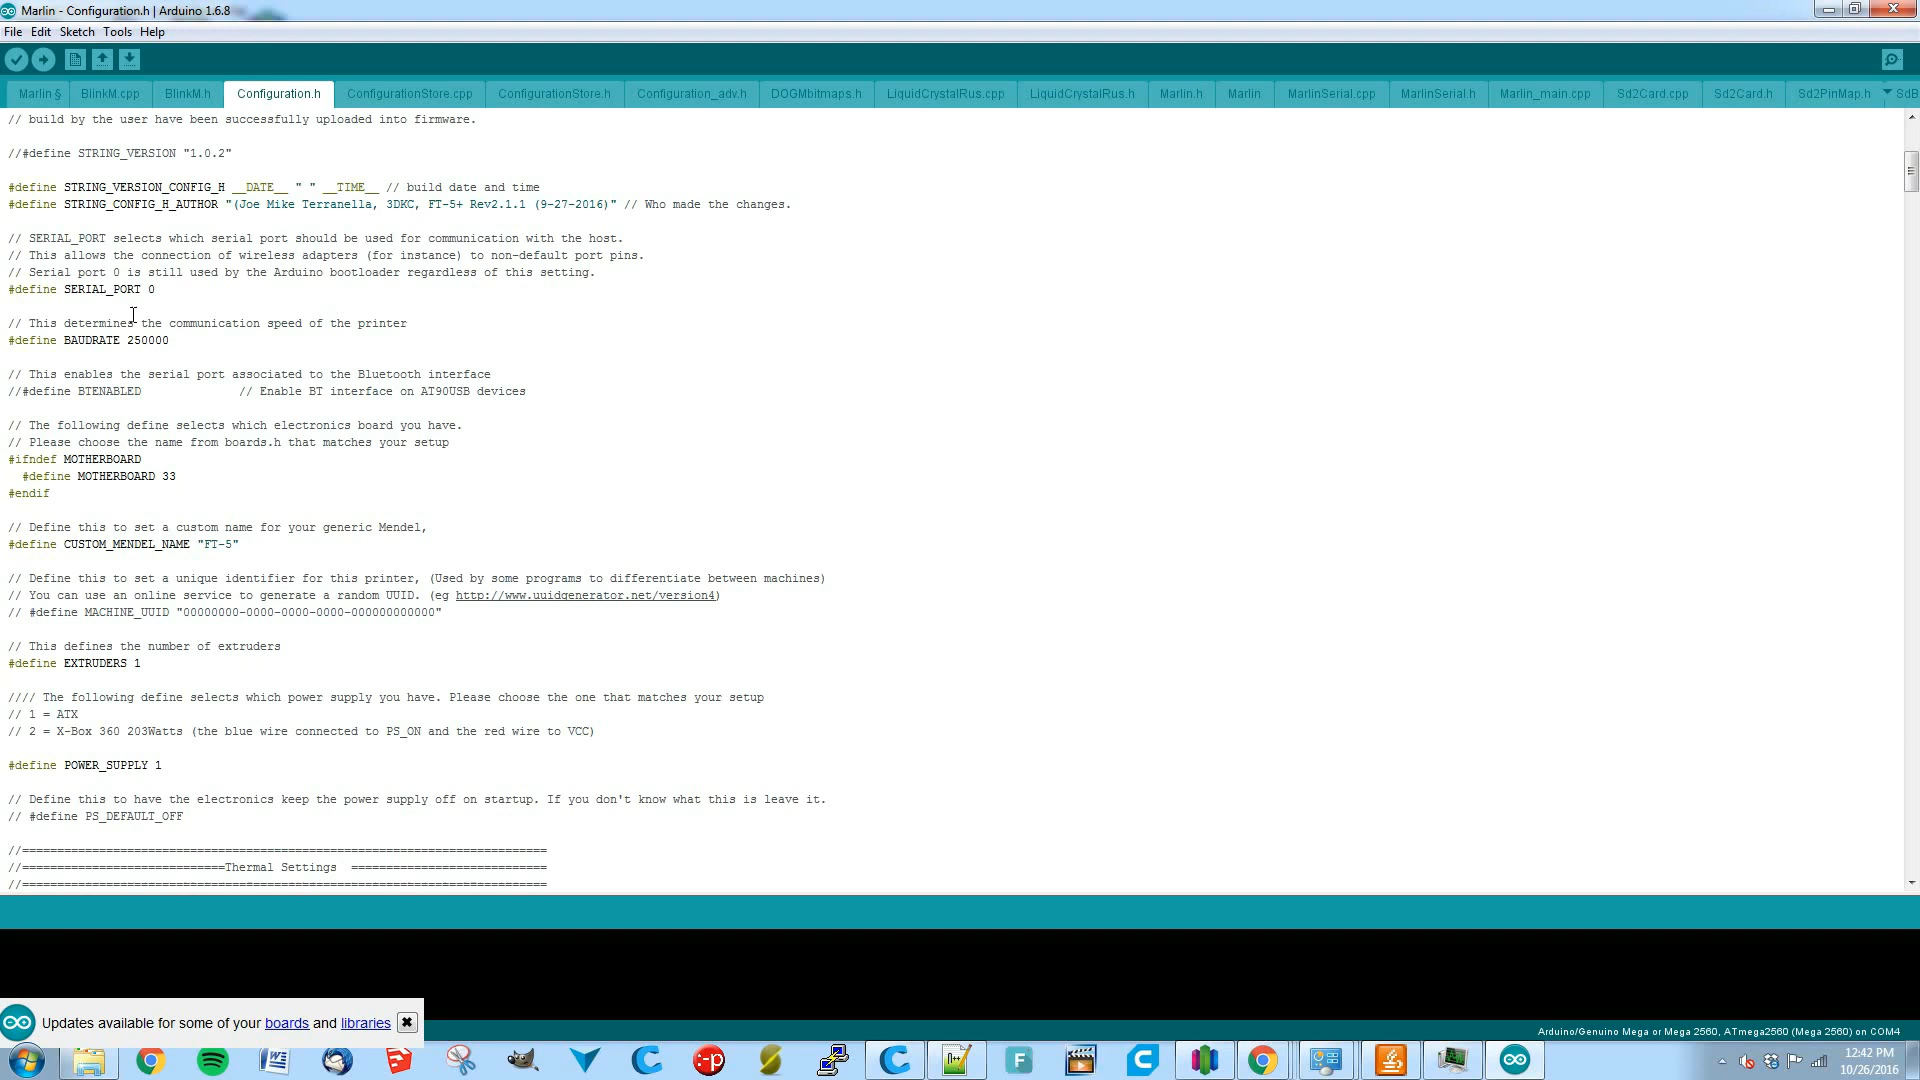 Marlin - Configuration.h | Arduino 1.6.8
File Edit Sketch Tools Help
Marlin § BlinkM.cpp BlinkM.h Configuration.h ConfigurationStore.cpp ConfigurationStore.h Configuration_adv.h DOGMbitmaps.h LiquidCrystalRus.cpp LiquidCrystalRus.h Marlin.h Marlin MarlinSerial.cpp MarlinSerial.h Marlin_main.cpp Sd2Card.cpp Sd2Card.h Sd2PinMap.h SdB
// build by the user have been successfully uploaded into firmware.
//#define STRING_VERSION "1.0.2"
#define STRING_VERSION_CONFIG_H __DATE__ " " __TIME__ // build date and time
#define STRING_CONFIG_H_AUTHOR "(Joe Mike Terranella, 3DKC, FT-5+ Rev2.1.1 (9-27-2016)" // Who made the changes.
// SERIAL_PORT selects which serial port should be used for communication with the host.
// This allows the connection of wireless adapters (for instance) to non-default port pins.
// Serial port 0 is still used by the Arduino bootloader regardless of this setting.
#define SERIAL_PORT 0
// This determines the communication speed of the printer
#define BAUDRATE 250000
// This enables the serial port associated to the Bluetooth interface
//#define BTENABLED // Enable BT interface on AT90USB devices
// The following define selects which electronics board you have.
// Please choose the name from boards.h that matches your setup
#ifndef MOTHERBOARD
#define MOTHERBOARD 33
#endif
// Define this to set a custom name for your generic Mendel,
#define CUSTOM_MENDEL_NAME "FT-5"
// Define this to set a unique identifier for this printer, (Used by some programs to differentiate between machines)
// You can use an online service to generate a random UUID. (eg http://www.uuidgenerator.net/version4)
// #define MACHINE_UUID "00000000-0000-0000-0000-000000000000"
// This defines the number of extruders
#define EXTRUDERS 1
//// The following define selects which power supply you have. Please choose the one that matches your setup
// 1 = ATX
// 2 = X-Box 360 203Watts (the blue wire connected to PS_ON and the red wire to VCC)
#define POWER_SUPPLY 1
// Define this to have the electronics keep the power supply off on startup. If you don't know what this is leave it.
// #define PS_DEFAULT_OFF
//===========================================================================
//=============================Thermal Settings ============================
//===========================================================================
Updates available for some of your boards and libraries
Arduino/Genuino Mega or Mega 2560, ATmega2560 (Mega 2560) on COM4
12:42 PM
10/26/2016